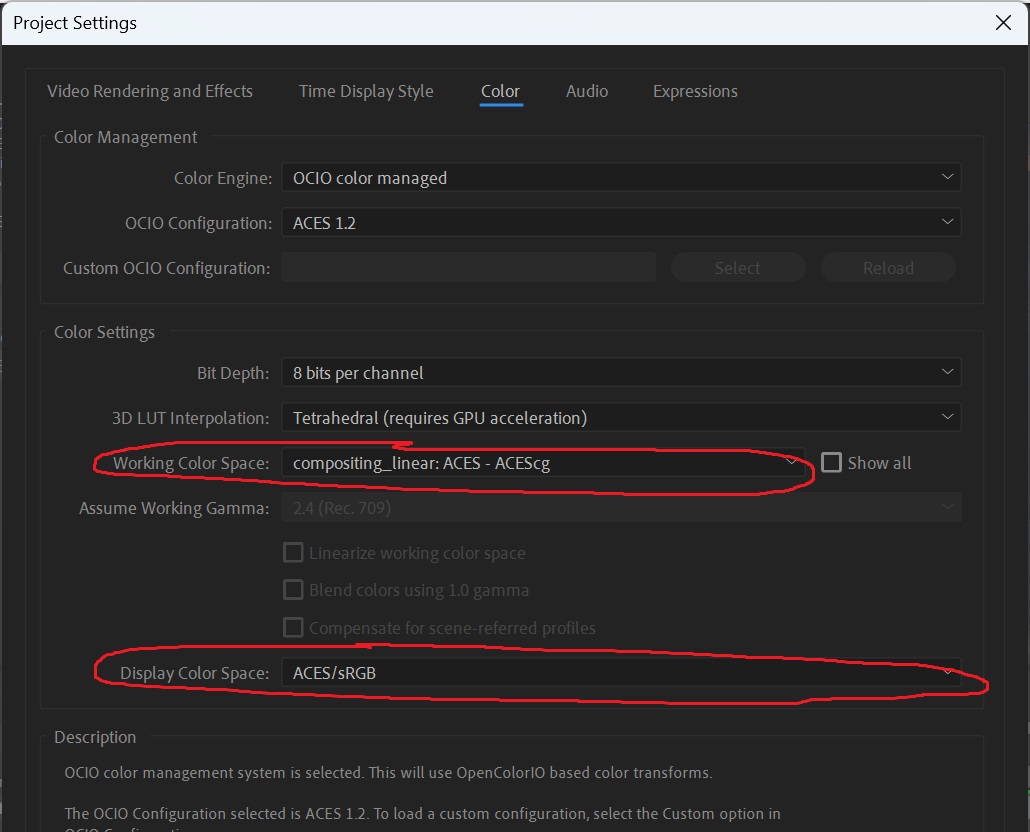 Project Settings
Video Rendering and Effects Time Display Style Color Audio Expressions
Color Management
Color Engine: OCIO color managed
OCIO Configuration: ACES 1.2
Custom OCIO Configuration: Select Reload
Color Settings
Bit Depth: 8 bits per channel
3D LUT Interpolation: Tetrahedral (requires GPU acceleration)
Working Color Space: compositing_linear: ACES - ACEScg Show all
Assume Working Gamma: 2.4 (Rec. 709)
Linearize working color space
Blend colors using 1.0 gamma
Compensate for scene-referred profiles
Display Color Space: ACES/sRGB
Description
OCIO color management system is selected. This will use OpenColorIO based color transforms.
The OCIO Configuration selected is ACES 1.2. To load a custom configuration, select the Custom option in